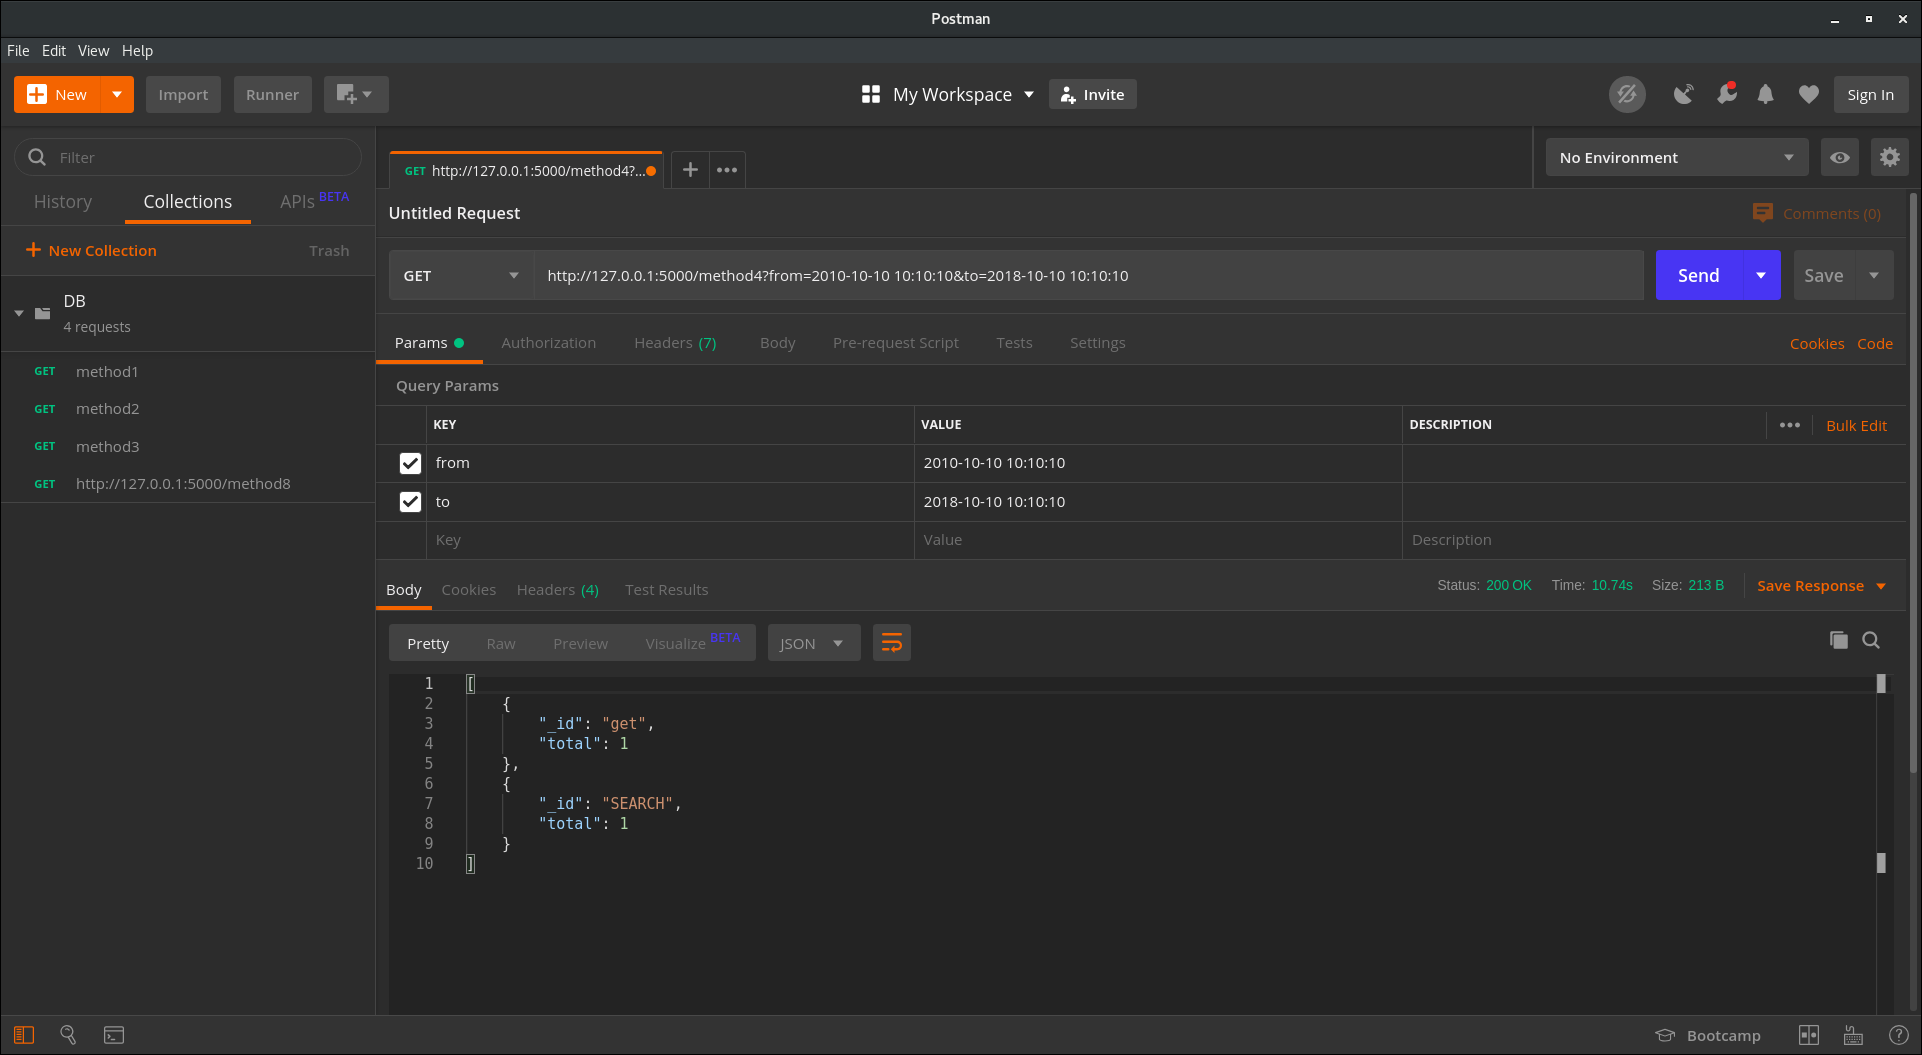 Postman
File Edit View Help
New Import Runner My Workspace Invite Sign In
Filter
History Collections APIs BETA
New Collection Trash
DB
4 requests
GET method1
GET method2
GET method3
GET http://127.0.0.1:5000/method8
GET http://127.0.0.1:5000/method4?...
No Environment
Untitled Request Comments (0)
GET http://127.0.0.1:5000/method4?from=2010-10-10 10:10:10&to=2018-10-10 10:10:10 Send Save
Params Authorization Headers (7) Body Pre-request Script Tests Settings Cookies Code
Query Params
KEY VALUE DESCRIPTION Bulk Edit
from 2010-10-10 10:10:10
to 2018-10-10 10:10:10
Key Value Description
Body Cookies Headers (4) Test Results Status: 200 OK Time: 10.74s Size: 213 B Save Response
Pretty Raw Preview Visualize BETA JSON
1 [
2 {
3 "_id": "get",
4 "total": 1
5 },
6 {
7 "_id": "SEARCH",
8 "total": 1
9 }
10 ]
Bootcamp